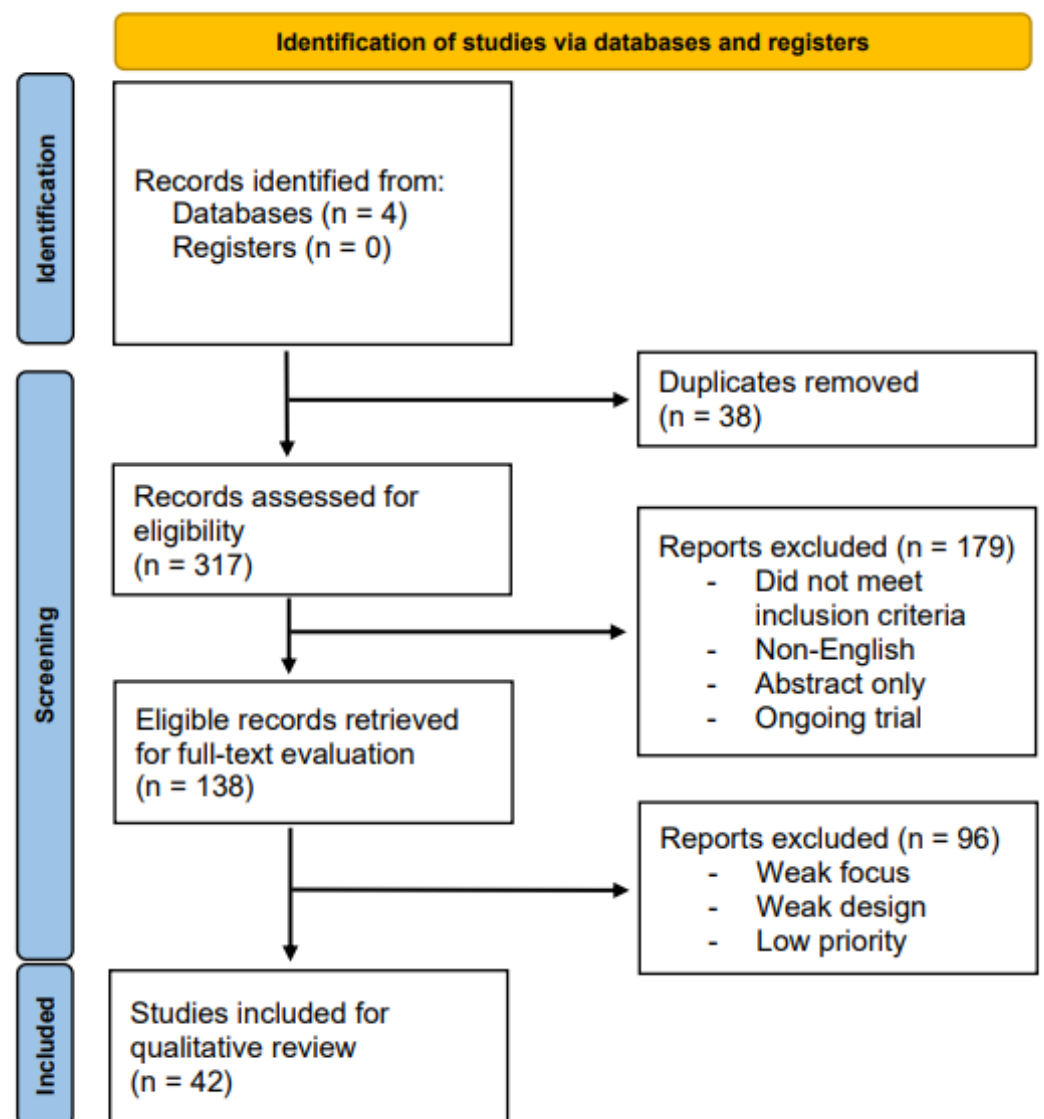 Identification of studies via databases and registers
Identification
Records identified from:
Databases (n = 4)
Registers (n = 0)
Duplicates removed
(n = 38)
Screening
Records assessed for
eligibility
(n = 317)
Reports excluded (n = 179)
- Did not meet
inclusion criteria
- Non-English
- Abstract only
- Ongoing trial
Eligible records retrieved
for full-text evaluation
(n = 138)
Reports excluded (n = 96)
- Weak focus
- Weak design
- Low priority
Included
Studies included for
qualitative review
(n = 42)